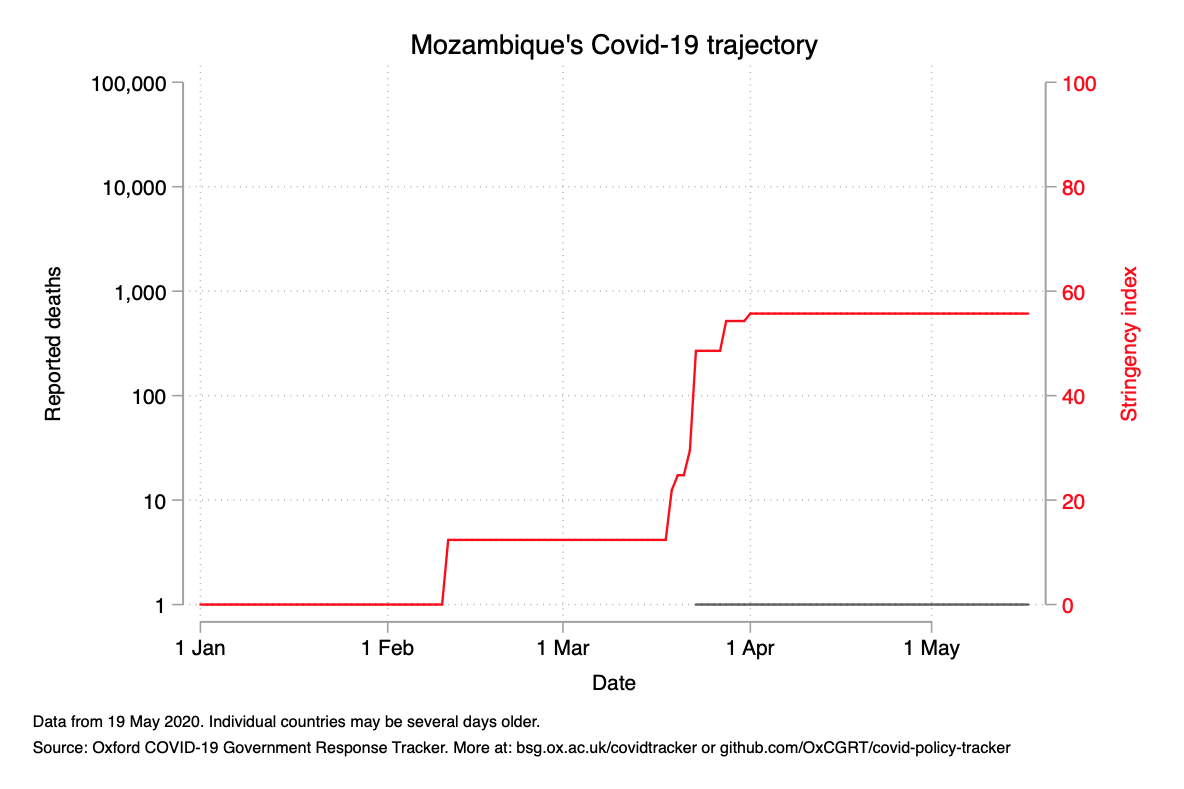 Mozambique's Covid-19 trajectory
100,000
10,000
1,000
100
10
1
Reported deaths
100
80
60
40
20
0
Stringency index
1 Jan
1 Feb
1 Mar
1 Apr
1 May
Date
Data from 19 May 2020. Individual countries may be several days older.
Source: Oxford COVID-19 Government Response Tracker. More at: bsg.ox.ac.uk/covidtracker or github.com/OxCGRT/covid-policy-tracker